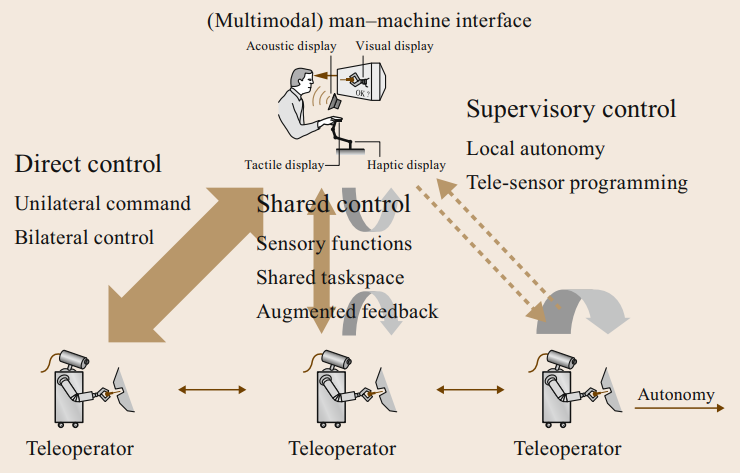 (Multimodal) man–machine interface
Acoustic display
Visual display
OK ?
Tactile display
Haptic display
Direct control
Unilateral command
Bilateral control
Shared control
Sensory functions
Shared taskspace
Augmented feedback
Supervisory control
Local autonomy
Tele-sensor programming
Teleoperator
Teleoperator
Teleoperator
Autonomy